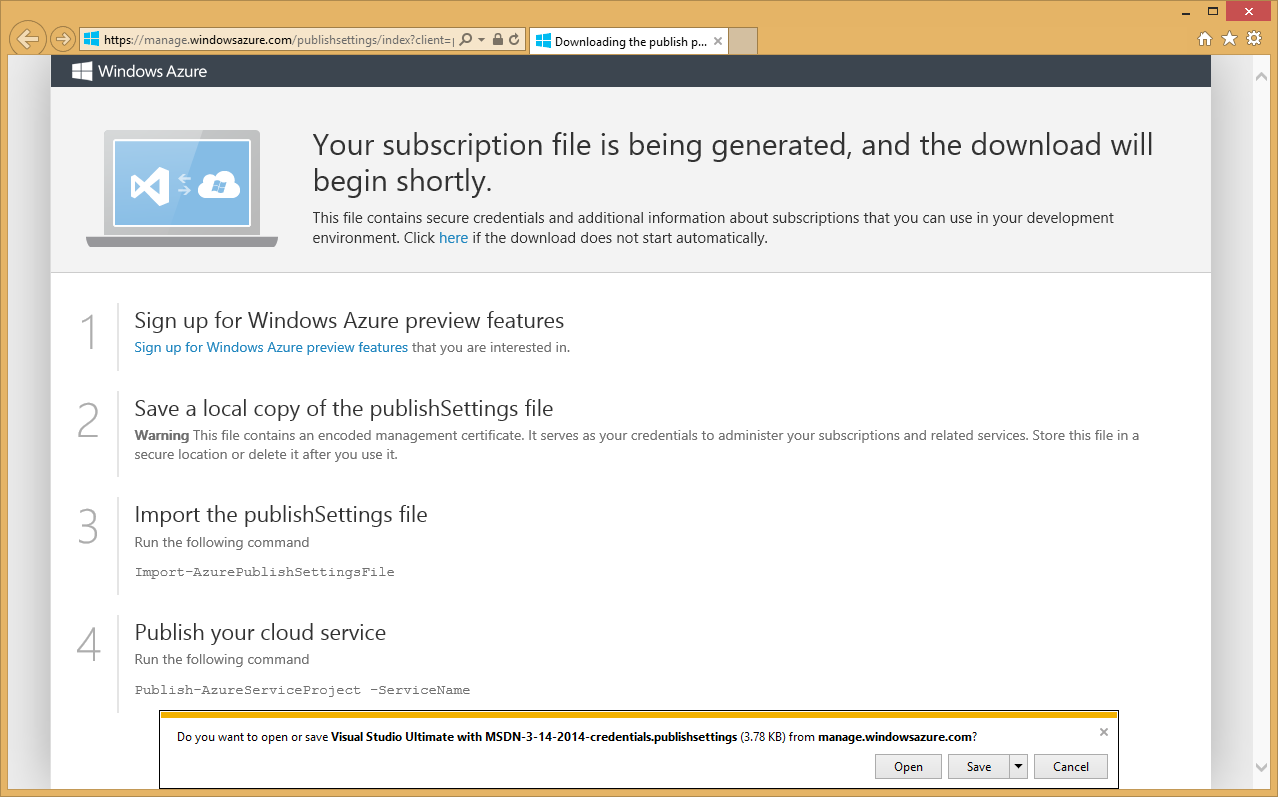 https://manage.windowsazure.com/publishsettings/index?client=
Downloading the publish p...
Windows Azure
Your subscription file is being generated, and the download will
begin shortly.
This file contains secure credentials and additional information about subscriptions that you can use in your development
environment. Click here if the download does not start automatically.
1
Sign up for Windows Azure preview features
Sign up for Windows Azure preview features that you are interested in.
2
Save a local copy of the publishSettings file
Warning This file contains an encoded management certificate. It serves as your credentials to administer your subscriptions and related services. Store this file in a
secure location or delete it after you use it.
3
Import the publishSettings file
Run the following command
Import-AzurePublishSettingsFile
4
Publish your cloud service
Run the following command
Publish-AzureServiceProject -ServiceName
Do you want to open or save Visual Studio Ultimate with MSDN-3-14-2014-credentials.publishsettings (3.78 KB) from manage.windowsazure.com?
Open
Save
Cancel